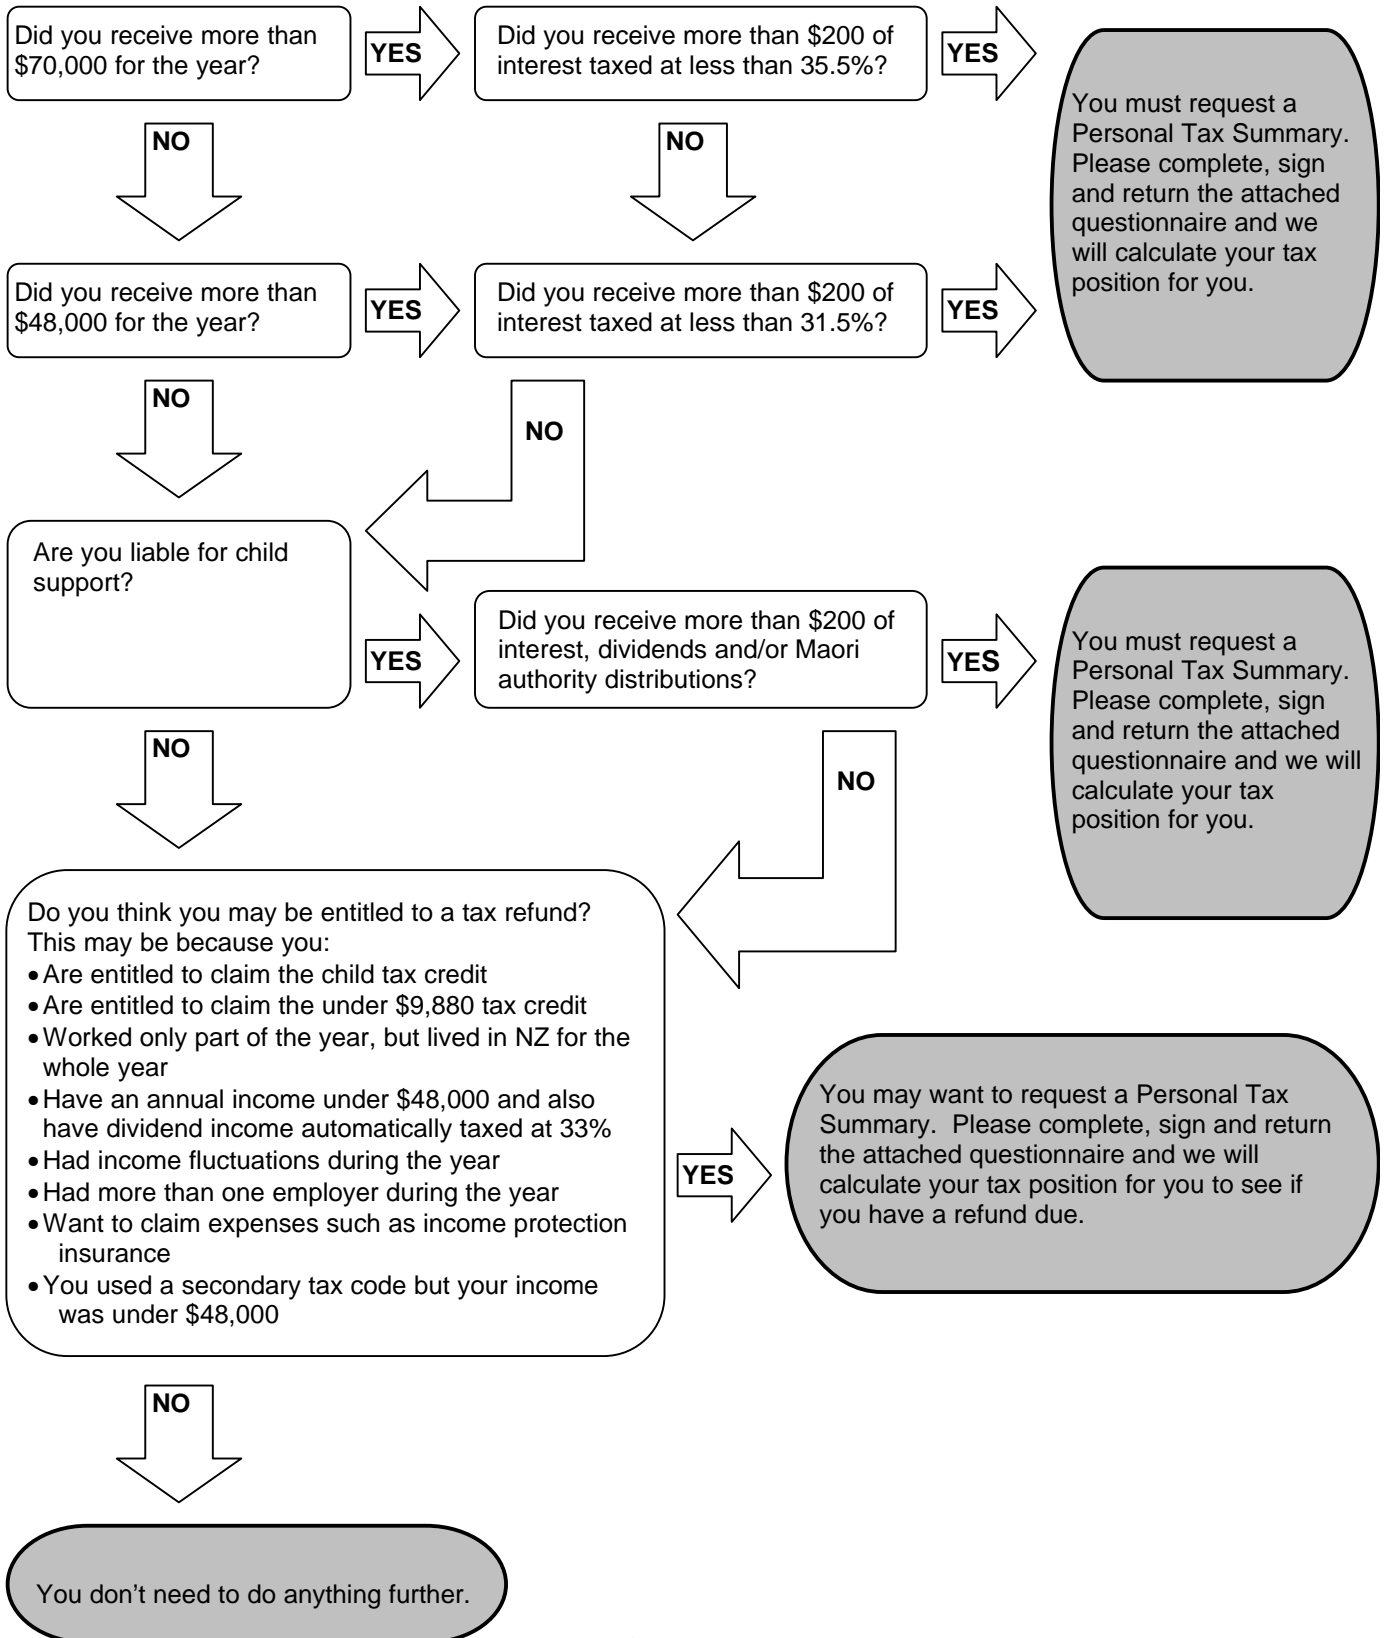 Did you receive more than
$70,000 for the year?
YES
Did you receive more than $200 of
interest taxed at less than 35.5%?
YES
You must request a
Personal Tax Summary.
Please complete, sign
and return the attached
questionnaire and we
will calculate your tax
position for you.
NO
NO
Did you receive more than
$48,000 for the year?
YES
Did you receive more than $200 of
interest taxed at less than 31.5%?
YES
NO
NO
Are you liable for child
support?
YES
Did you receive more than $200 of
interest, dividends and/or Maori
authority distributions?
YES
You must request a
Personal Tax Summary.
Please complete, sign
and return the attached
questionnaire and we will
calculate your tax
position for you.
NO
NO
Do you think you may be entitled to a tax refund?
This may be because you:
•Are entitled to claim the child tax credit
•Are entitled to claim the under $9,880 tax credit
•Worked only part of the year, but lived in NZ for the
whole year
•Have an annual income under $48,000 and also
have dividend income automatically taxed at 33%
•Had income fluctuations during the year
•Had more than one employer during the year
•Want to claim expenses such as income protection
insurance
•You used a secondary tax code but your income
was under $48,000
YES
You may want to request a Personal Tax
Summary.  Please complete, sign and return
the attached questionnaire and we will
calculate your tax position for you to see if
you have a refund due.
NO
You don’t need to do anything further.